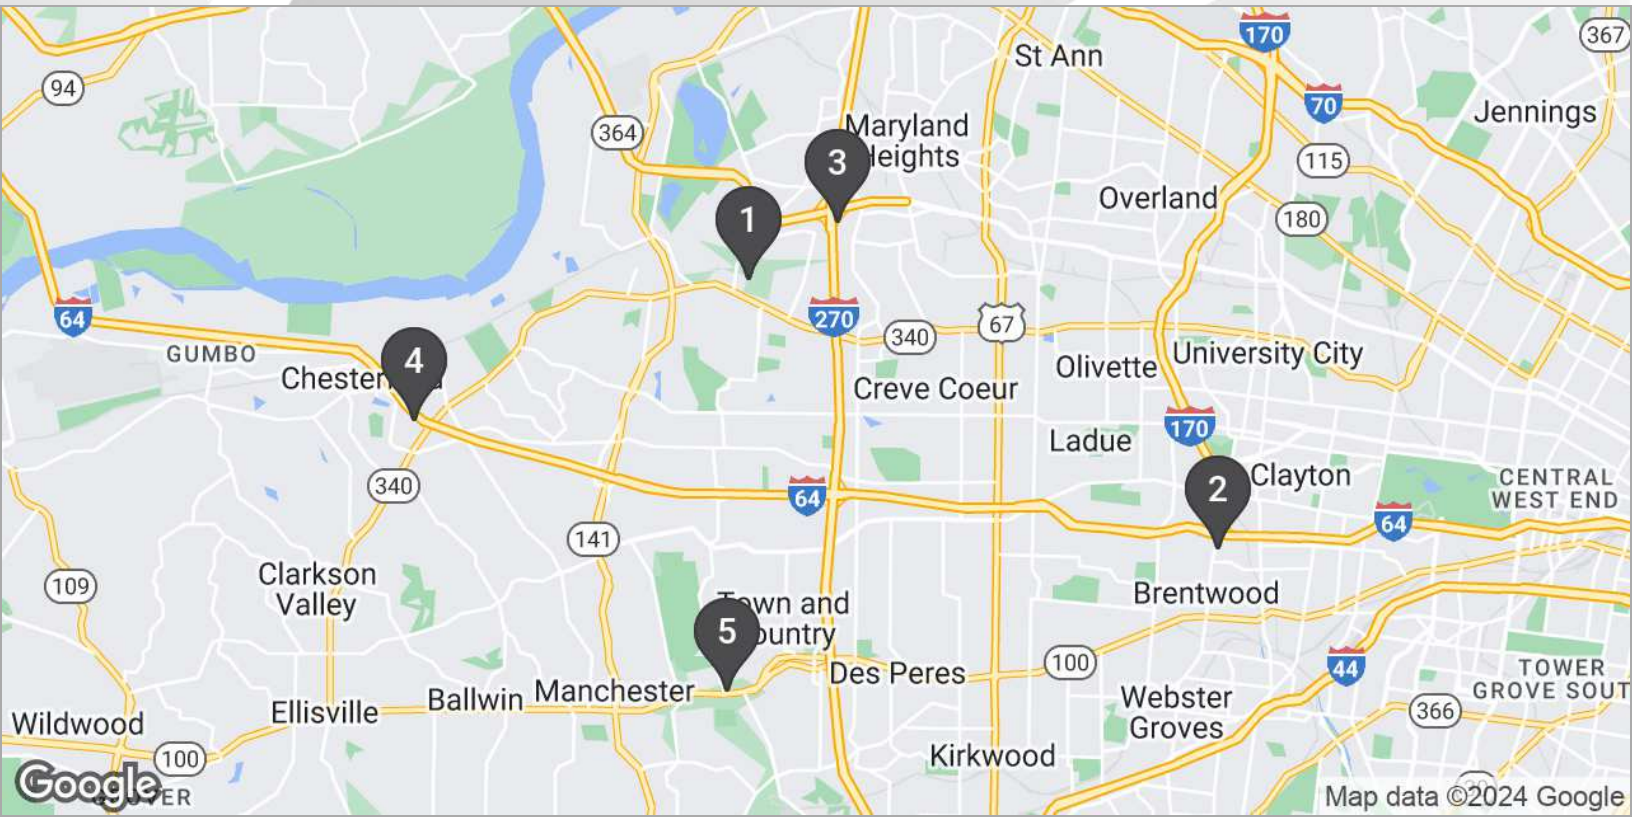 170
367
St Ann
94
70
Jennings
364
Maryland
Heights
3
115
Overland
1
180
64
270
67
340
GUMBO
4
University City
Olivette
Creve Coeur
170
Ladue
340
64
2
Clayton
CENTRAL
WEST END
64
141
Clarkson
Valley
109
Brentwood
Town and
Country
5
100
44
Des Peres
TOWER
GROVE SOUT
Manchester
Ballwin
Webster
Groves
366
Ellisville
Wildwood
100
Kirkwood
Google
Map data ©2024 Google